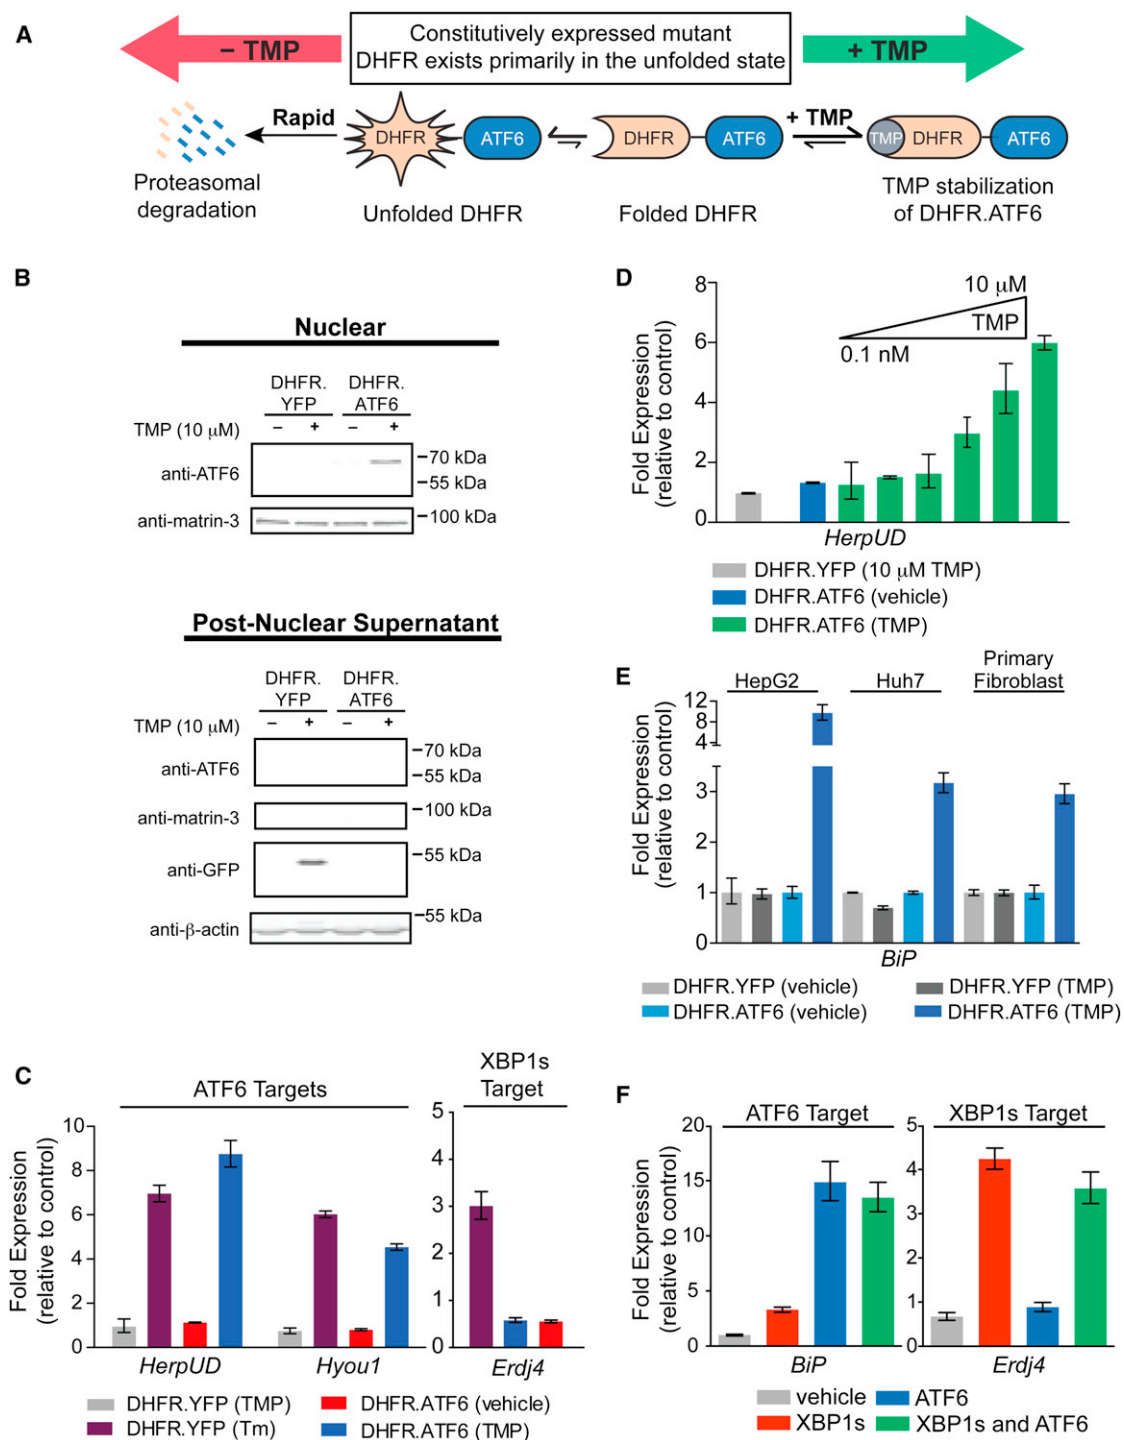 A
– TMP
Constitutively expressed mutant
DHFR exists primarily in the unfolded state
+ TMP
Rapid
DHFR
ATF6
DHFR
ATF6
+ TMP
TMP
DHFR
ATF6
Proteasomal
degradation
Unfolded DHFR
Folded DHFR
TMP stabilization
of DHFR.ATF6
B
Nuclear
DHFR.
YFP
DHFR.
ATF6
TMP (10 μM)
– + – +
anti-ATF6
70 kDa
55 kDa
anti-matrin-3
100 kDa
Post-Nuclear Supernatant
DHFR.
YFP
DHFR.
ATF6
TMP (10 μM)
– + – +
anti-ATF6
70 kDa
55 kDa
anti-matrin-3
100 kDa
anti-GFP
55 kDa
anti-β-actin
55 kDa
D
Fold Expression
(relative to control)
8
6
4
2
0
10 μM
TMP
0.1 nM
HerpUD
DHFR.YFP (10 μM TMP)
DHFR.ATF6 (vehicle)
DHFR.ATF6 (TMP)
E
HepG2
Huh7
Primary
Fibroblast
Fold Expression
(relative to control)
12
8
4
3
2
1
0
BiP
DHFR.YFP (vehicle)
DHFR.YFP (TMP)
DHFR.ATF6 (vehicle)
DHFR.ATF6 (TMP)
C
ATF6 Targets
XBP1s
Target
Fold Expression
(relative to control)
10
8
6
4
2
0
5
4
3
2
1
0
HerpUD
Hyou1
Erdj4
DHFR.YFP (TMP)
DHFR.ATF6 (vehicle)
DHFR.YFP (Tm)
DHFR.ATF6 (TMP)
F
ATF6 Target
XBP1s Target
Fold Expression
(relative to control)
20
15
10
5
0
5
4
3
2
1
0
BiP
Erdj4
vehicle
ATF6
XBP1s
XBP1s and ATF6